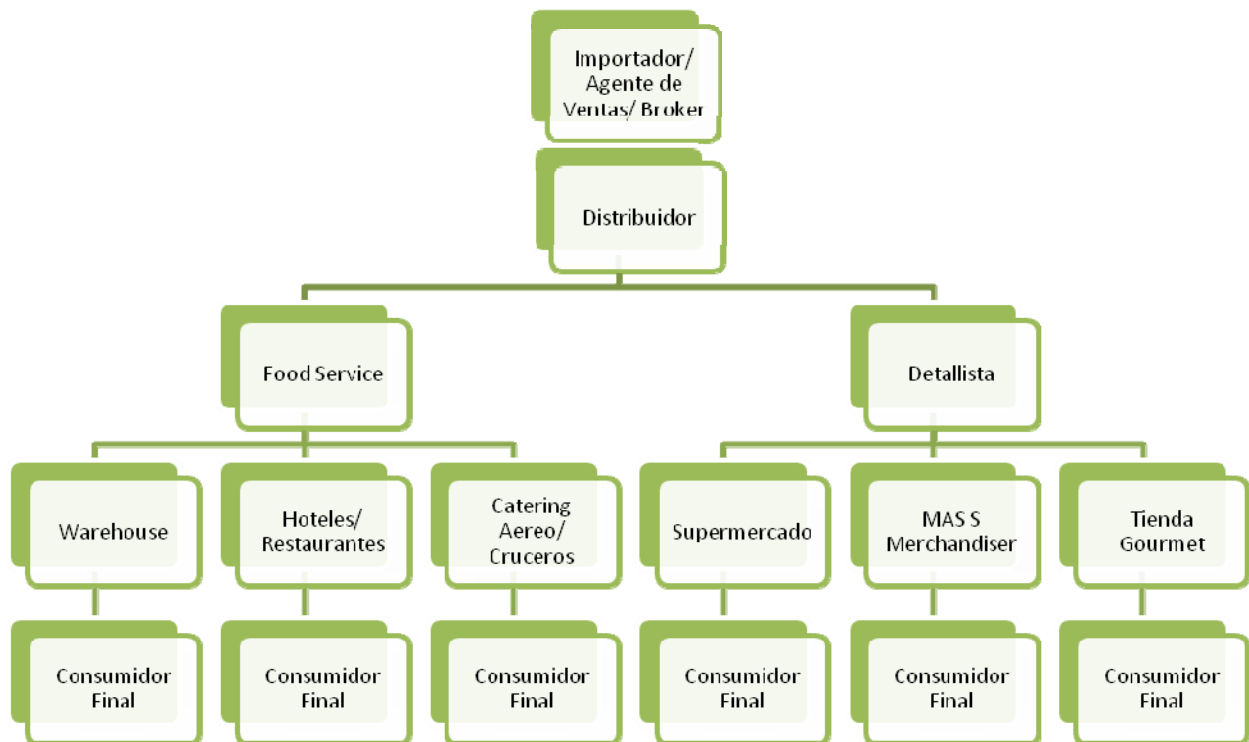 Importador/
Agente de
Ventas/ Broker
Distribuidor
Food Service
Detallista
Warehouse
Hoteles/
Restaurantes
Catering
Aereo/
Cruceros
Supermercado
MAS S
Merchandiser
Tienda
Gourmet
Consumidor
Final
Consumidor
Final
Consumidor
Final
Consumidor
Final
Consumidor
Final
Consumidor
Final